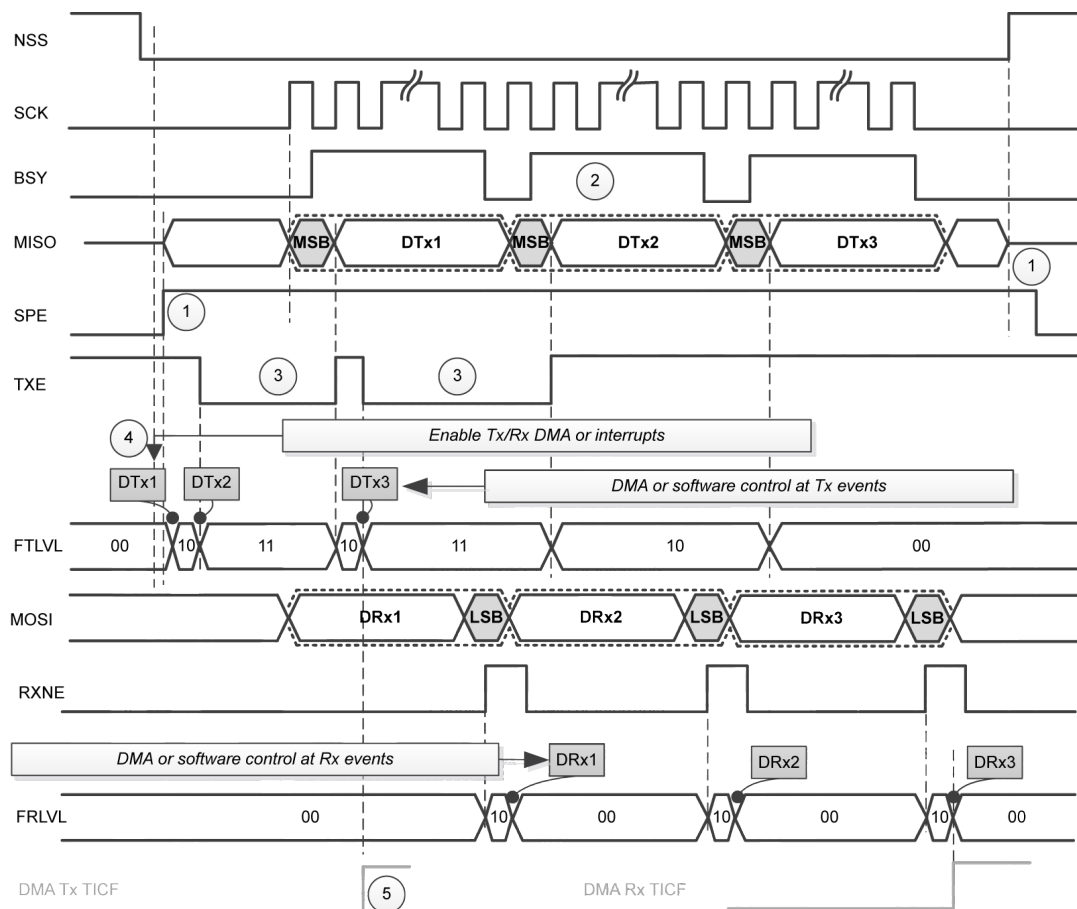 NSS
SCK
BSY
2
MISO
MSB
DTx1
MSB
DTx2
MSB
DTx3
1
SPE
1
TXE
3
3
4
Enable Tx/Rx DMA or interrupts
DTx1
DTx2
DTx3
DMA or software control at Tx events
FTLVL
00
10
11
10
11
10
00
MOSI
DRx1
LSB
DRx2
LSB
DRx3
LSB
RXNE
DMA or software control at Rx events
DRx1
DRx2
DRx3
FRLVL
00
10
00
10
00
10
00
DMA Tx TICF
5
DMA Rx TICF